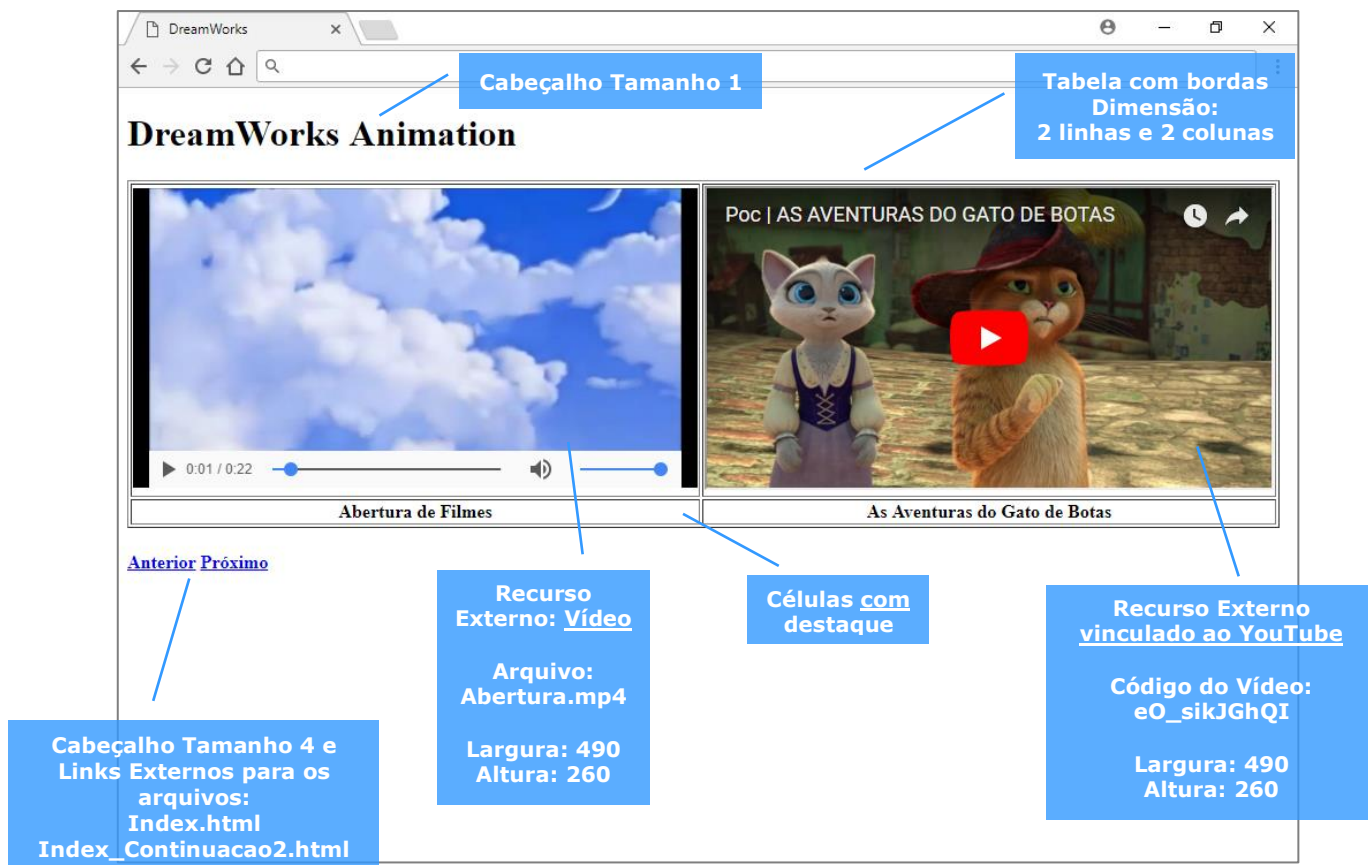 DreamWorks
Cabeçalho Tamanho 1
Tabela com bordas
Dimensão:
2 linhas e 2 colunas
DreamWorks Animation
Poc | AS AVENTURAS DO GATO DE BOTAS
0:01 / 0:22
Abertura de Filmes
As Aventuras do Gato de Botas
Anterior Próximo
Recurso
Externo: Vídeo
Arquivo:
Abertura.mp4
Largura: 490
Altura: 260
Células com
destaque
Recurso Externo
vinculado ao YouTube
Código do Vídeo:
eO_sikJGhQI
Largura: 490
Altura: 260
Cabeçalho Tamanho 4 e
Links Externos para os
arquivos:
Index.html
Index_Continuacao2.html